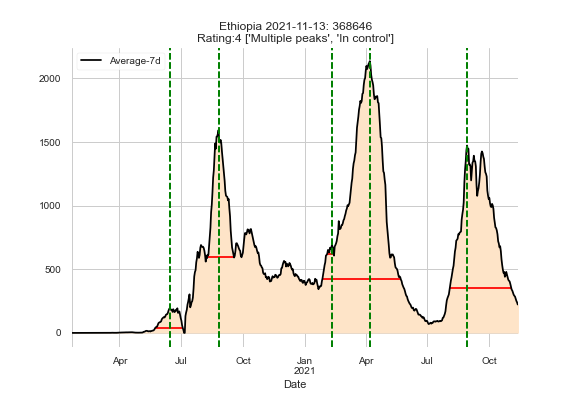 Ethiopia 2021-11-13: 368646
Rating:4 ['Multiple peaks', 'In control']
Average-7d
2000
1500
1000
500
0
Apr Jul Oct Jan Apr Jul Oct
2021
Date